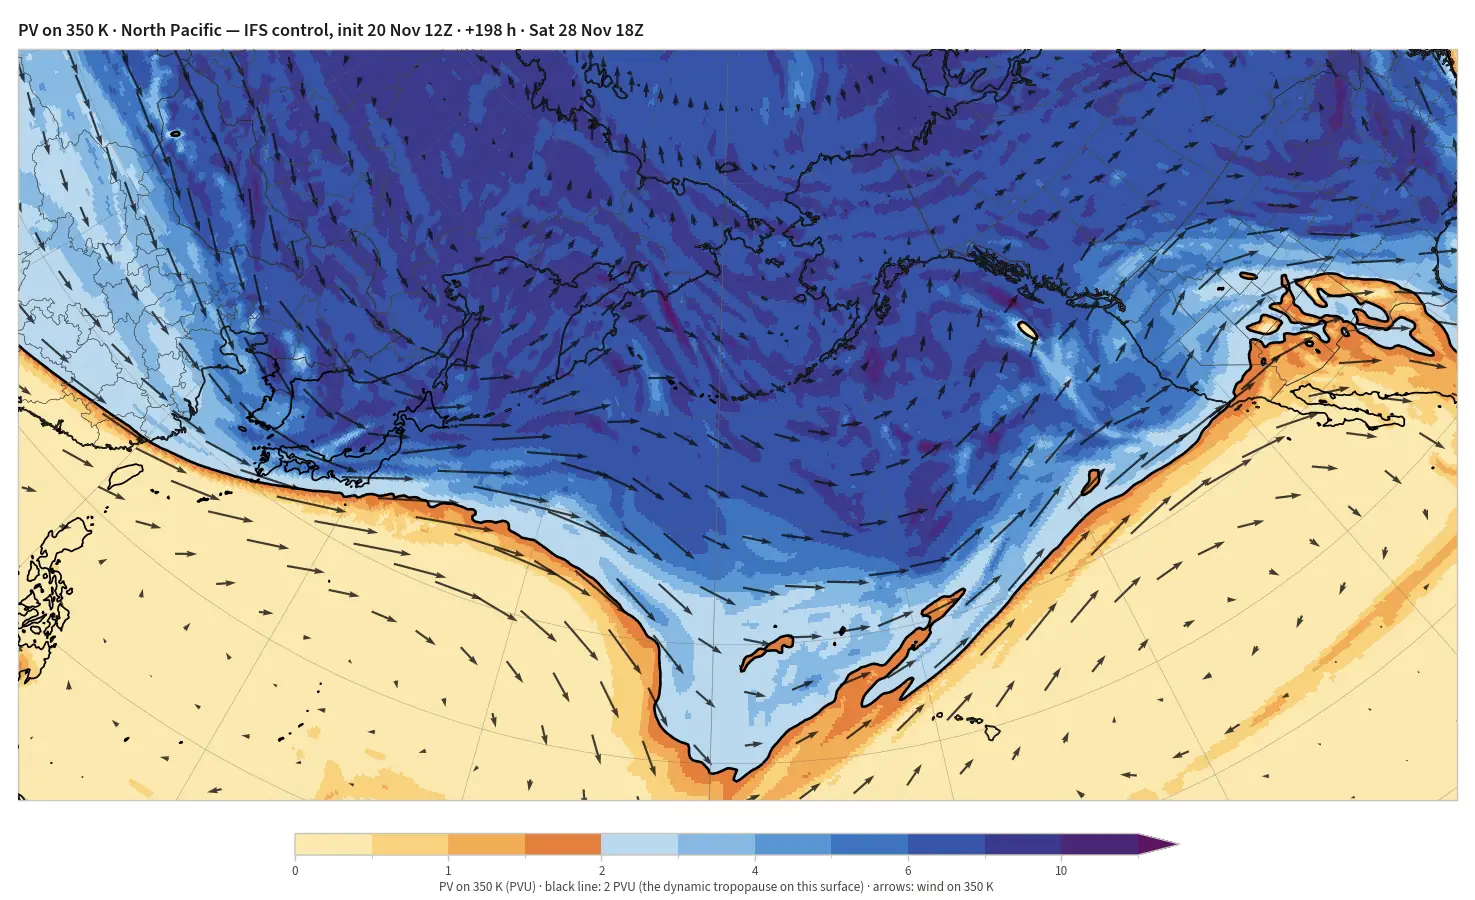 PV on 350 K · North Pacific — IFS control, init 20 Nov 12Z · +198 h · Sat 28 Nov 18Z
0 1 2 4 6 10
PV on 350 K (PVU) · black line: 2 PVU (the dynamic tropopause on this surface) · arrows: wind on 350 K